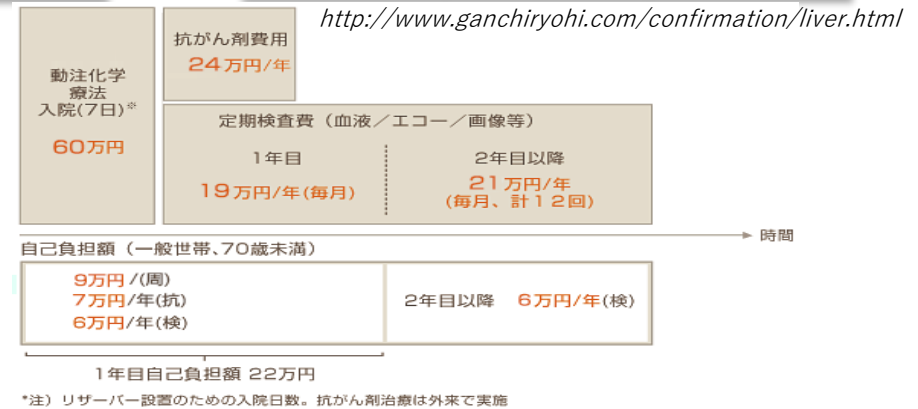 http://www.ganchiryohi.com/confirmation/liver.html
動注化学
療法
入院(7日)※
60万円
抗がん剤費用
24万円/年
定期検査費(血液/エコー/画像等)
1年目
19万円/年(毎月)
2年目以降
21万円/年
(毎月、計12回)
時間
自己負担額(一般世帯、70歳未満)
9万円/(周)
7万円/年(抗)
6万円/年(検)
2年目以降 6万円/年(検)
1年目自己負担額 22万円
*注) リザーバー設置のための入院日数。抗がん剤治療は外来で実施